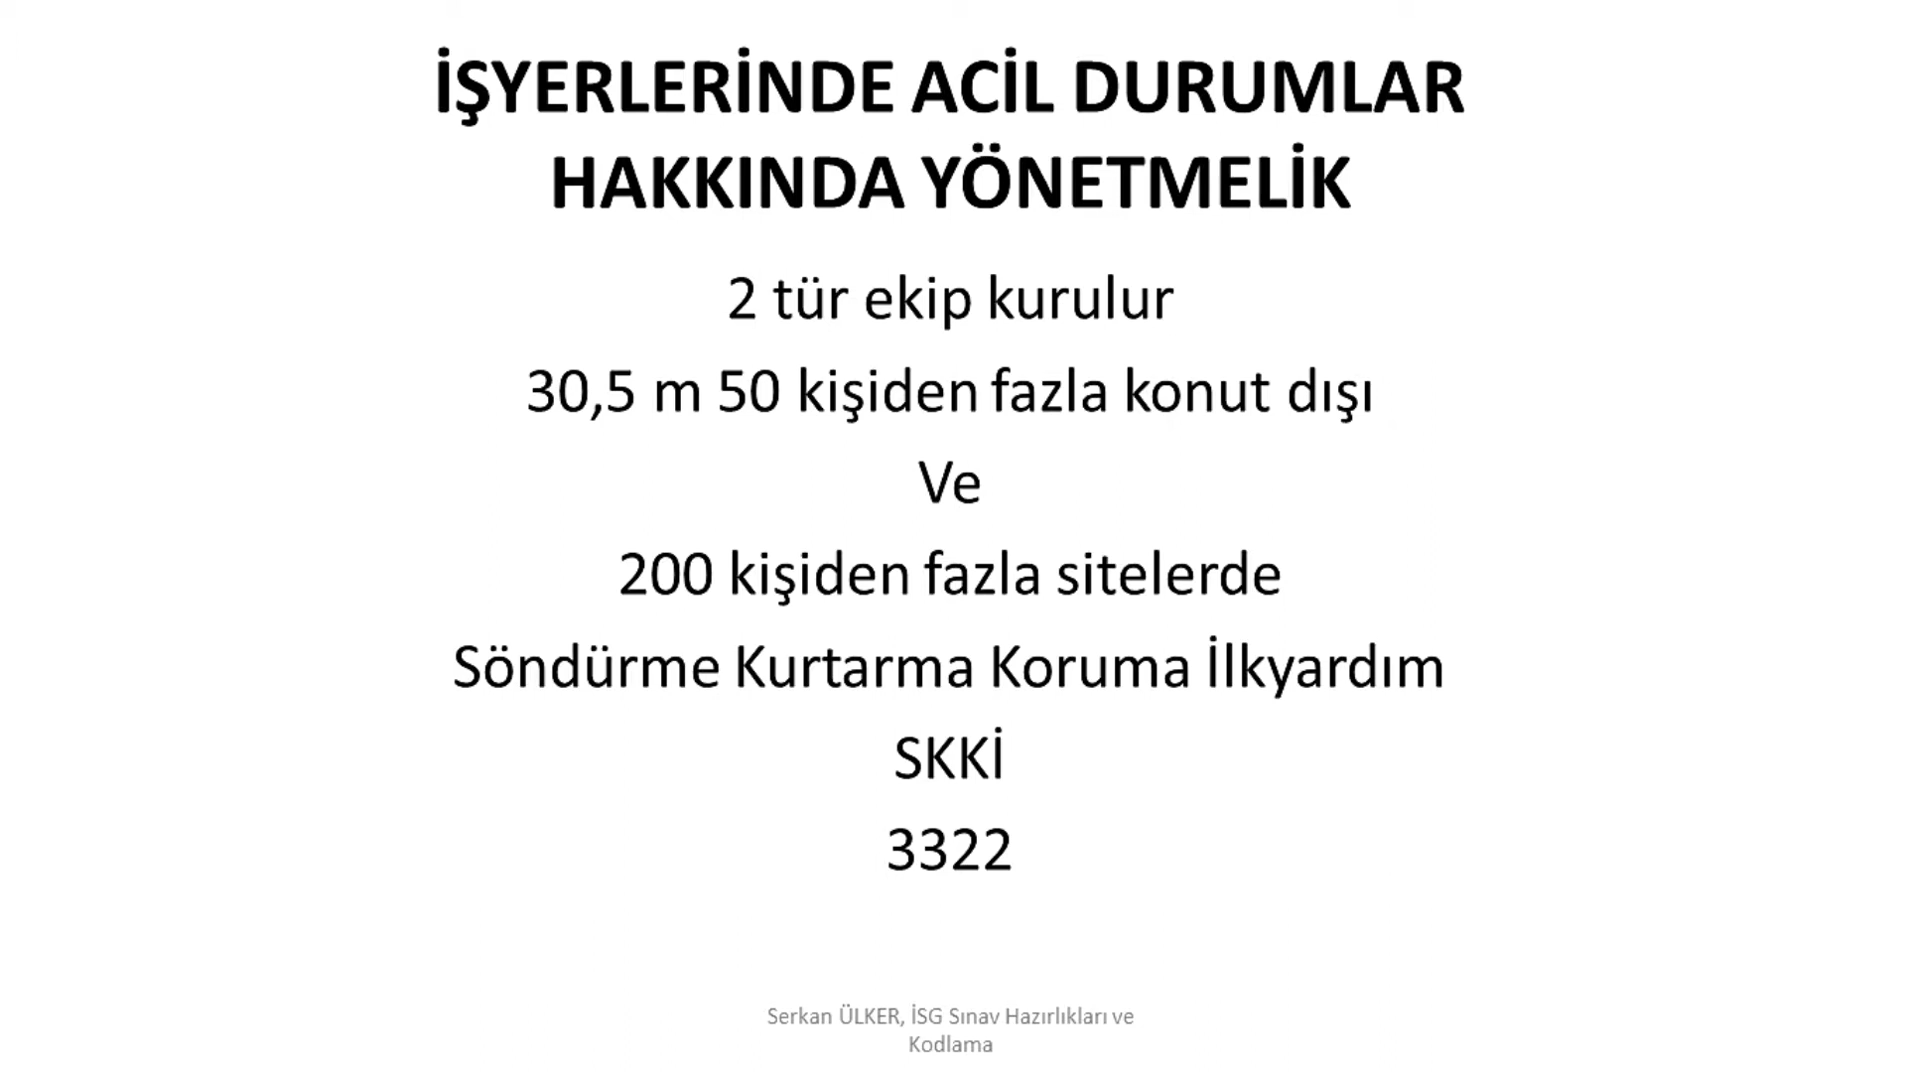 İŞYERLERİNDE ACİL DURUMLAR
HAKKINDA YÖNETMELİK
2 tür ekip kurulur
30,5 m 50 kişiden fazla konut dışı
Ve
200 kişiden fazla sitelerde
Söndürme Kurtarma Koruma İlkyardım
SKKİ
3322
Serkan ÜLKER, İSG Sınav Hazırlıkları ve
Kodlama